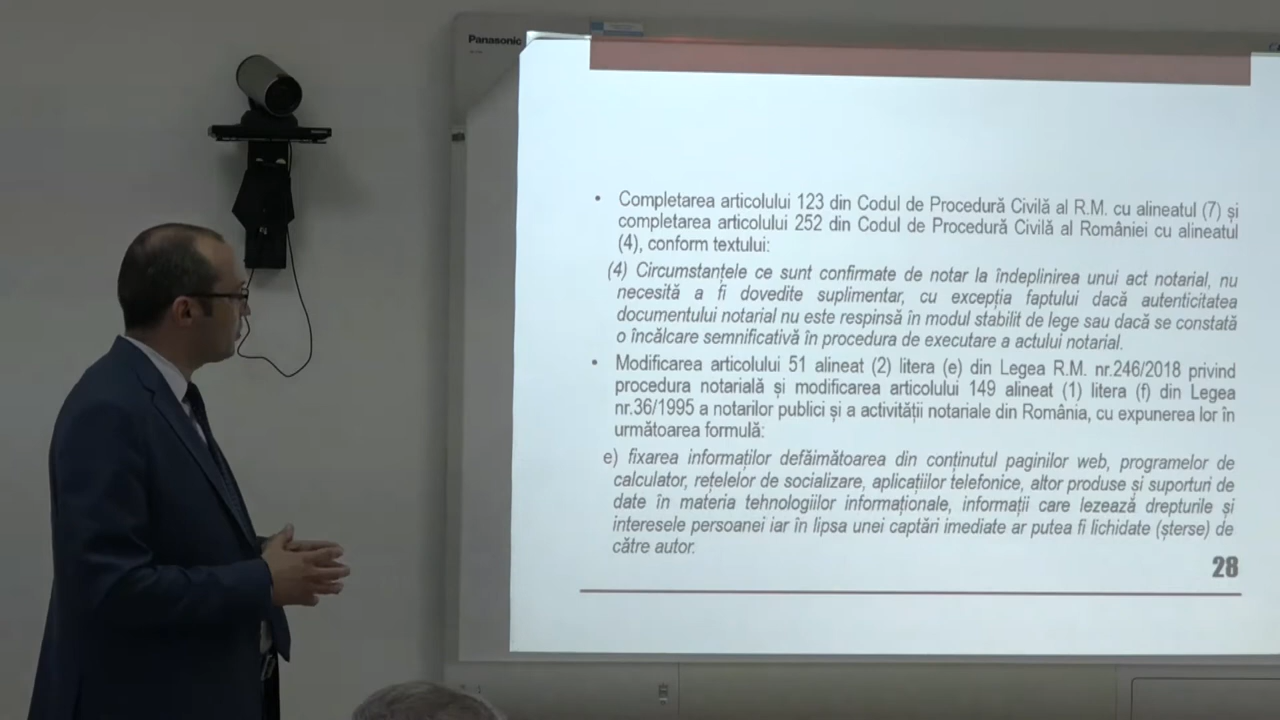 Panasonic
• Completarea articolului 123 din Codul de Procedură Civilă al R.M. cu alineatul (7) și
completarea articolului 252 din Codul de Procedură Civilă al României cu alineatul
(4), conform textului:
(4) Circumstanțele ce sunt confirmate de notar la îndeplinirea unui act notarial, nu
necesită a fi dovedite suplimentar, cu excepția faptului dacă autenticitatea
documentului notarial nu este respinsă în modul stabilit de lege sau dacă se constată
o încălcare semnificativă în procedura de executare a actului notarial.
• Modificarea articolului 51 alineat (2) litera (e) din Legea R.M. nr.246/2018 privind
procedura notarială și modificarea articolului 149 alineat (1) litera (f) din Legea
nr.36/1995 a notarilor publici și a activității notariale din România, cu expunerea lor în
următoarea formulă:
e) fixarea informaților defăimătoarea din conținutul paginilor web, programelor de
calculator, rețelelor de socializare, aplicațiilor telefonice, altor produse și suporturi de
date în materia tehnologiilor informaționale, informații care lezează drepturile și
interesele persoanei iar în lipsa unei captări imediate ar putea fi lichidate (șterse) de
către autor.
28